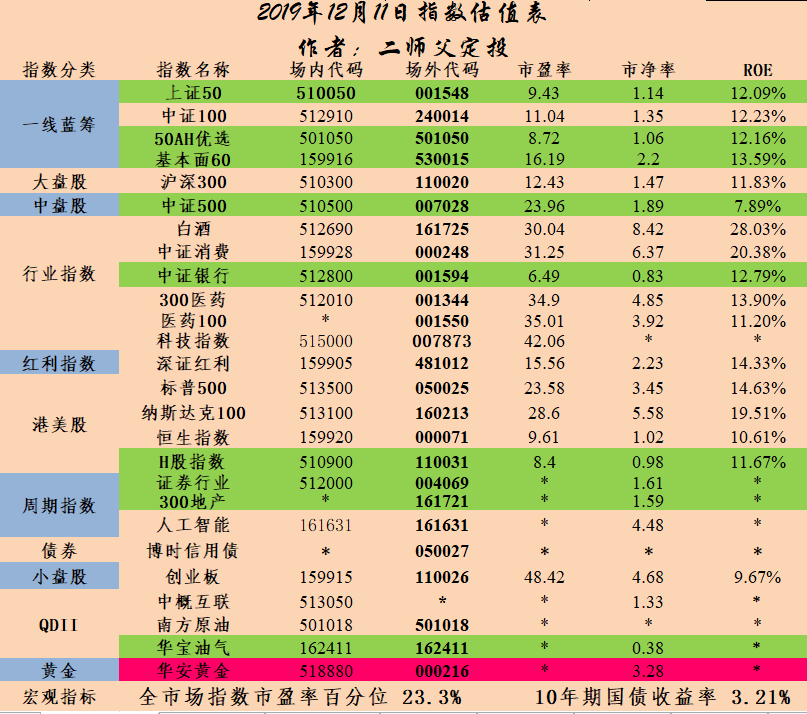 2019年12月11日指数估值表
作者：二师父定投
指数分类 指数名称 场内代码 场外代码 市盈率 市净率 ROE
一线蓝筹 上证50 510050 001548 9.43 1.14 12.09%
中证100 512910 240014 11.04 1.35 12.23%
50AH优选 501050 501050 8.72 1.06 12.16%
基本面60 159916 530015 16.19 2.2 13.59%
大盘股 沪深300 510300 110020 12.43 1.47 11.83%
中盘股 中证500 510500 007028 23.96 1.89 7.89%
行业指数 白酒 512690 161725 30.04 8.42 28.03%
中证消费 159928 000248 31.25 6.37 20.38%
中证银行 512800 001594 6.49 0.83 12.79%
300医药 512010 001344 34.9 4.85 13.90%
医药100 * 001550 35.01 3.92 11.20%
科技指数 515000 007873 42.06 * *
红利指数 深证红利 159905 481012 15.56 2.23 14.33%
港美股 标普500 513500 050025 23.58 3.45 14.63%
纳斯达克100 513100 160213 28.6 5.58 19.51%
恒生指数 159920 000071 9.61 1.02 10.61%
H股指数 510900 110031 8.4 0.98 11.67%
周期指数 证券行业 512000 004069 * 1.61 *
300地产 * 161721 * 1.59 *
人工智能 161631 161631 * 4.48 *
债券 博时信用债 * 050027 * * *
小盘股 创业板 159915 110026 48.42 4.68 9.67%
QDII 中概互联 513050 * * 1.33 *
南方原油 501018 501018 * * *
华宝油气 162411 162411 * 0.38 *
黄金 华安黄金 518880 000216 * 3.28 *
宏观指标 全市场指数市盈率百分位 23.3% 10年期国债收益率 3.21%